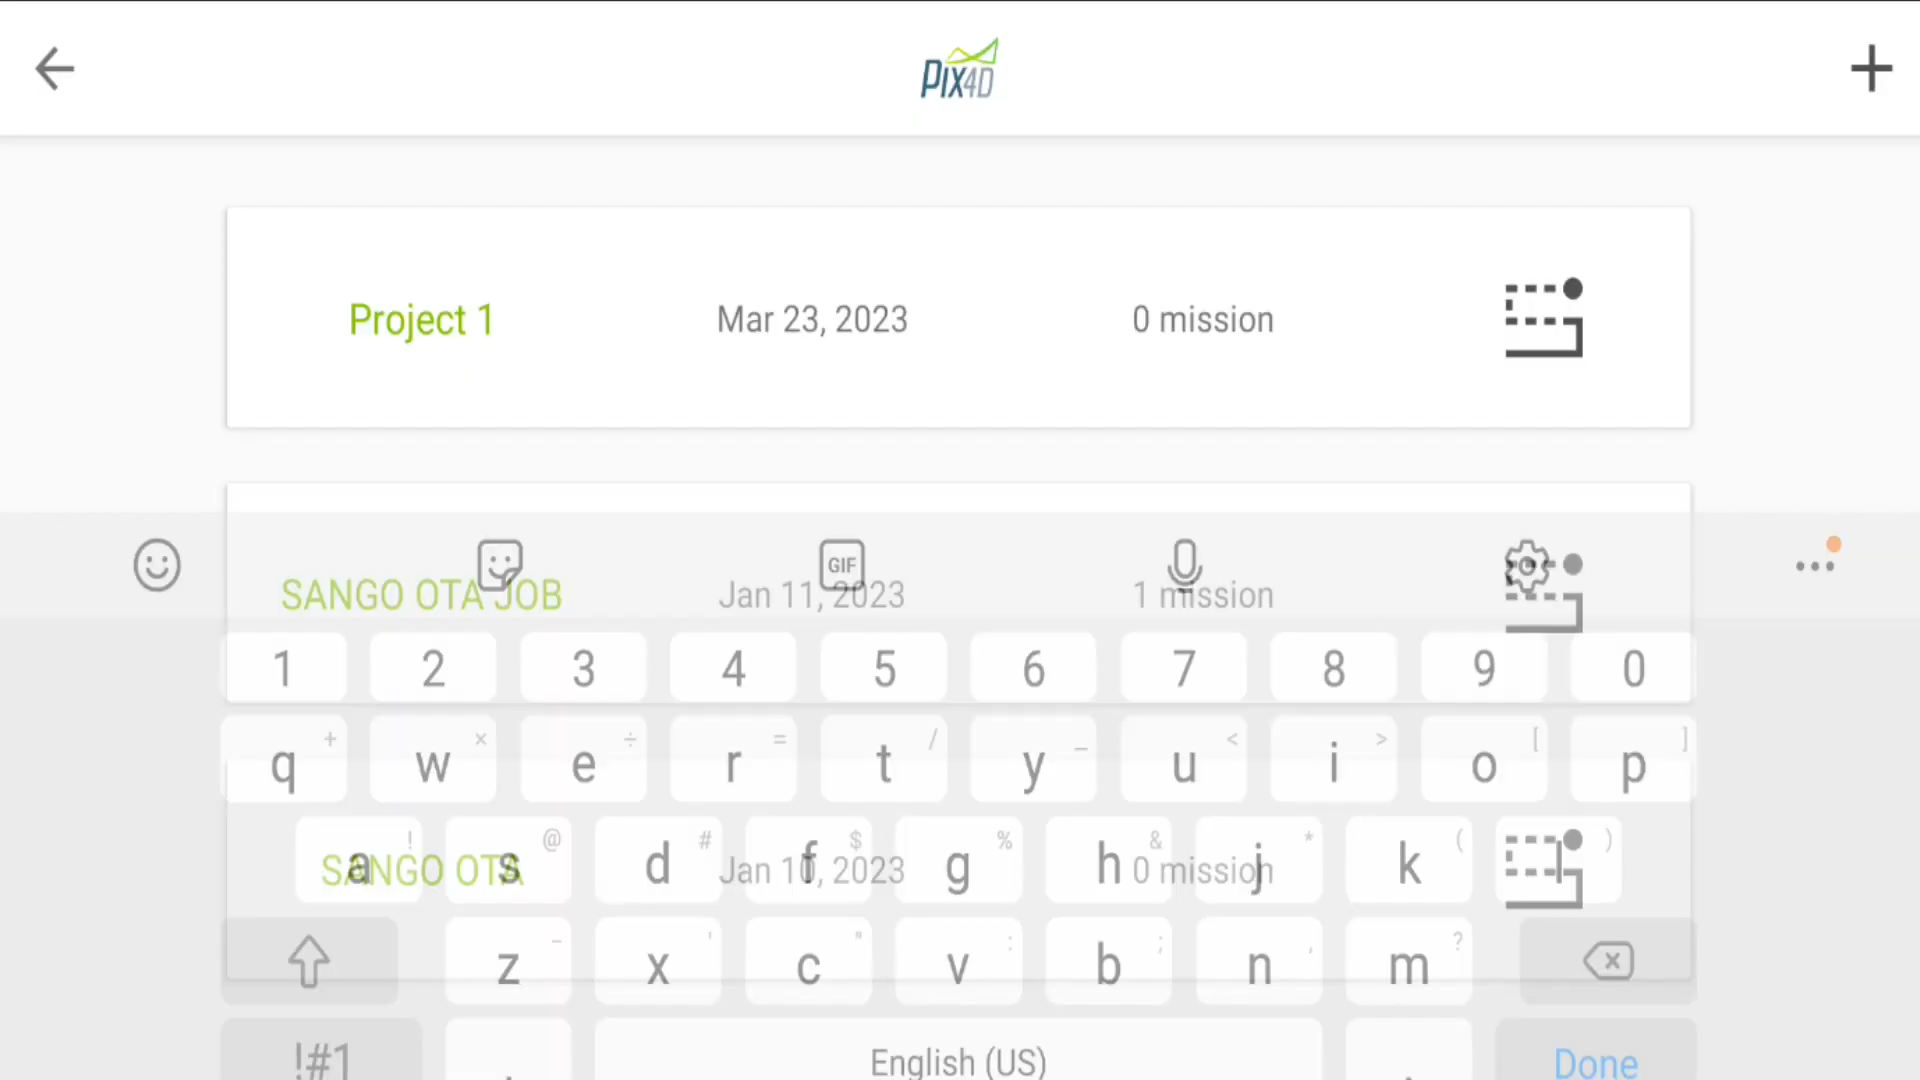 PIX4D
Project 1 Mar 23, 2023 0 mission
GIF
SANGO OTA JOB Jan 11, 2023 1 mission
1 2 3 4 5 6 7 8 9 0
+ × ÷ = / _ < > [ ]
q w e r t y u i o p
! @ # $ % & * ( )
a s d f g h j k l
SANGO OTA Jan 10, 2023 0 mission
- ' " : ; , ?
z x c v b n m
!#1 , English (US) . Done